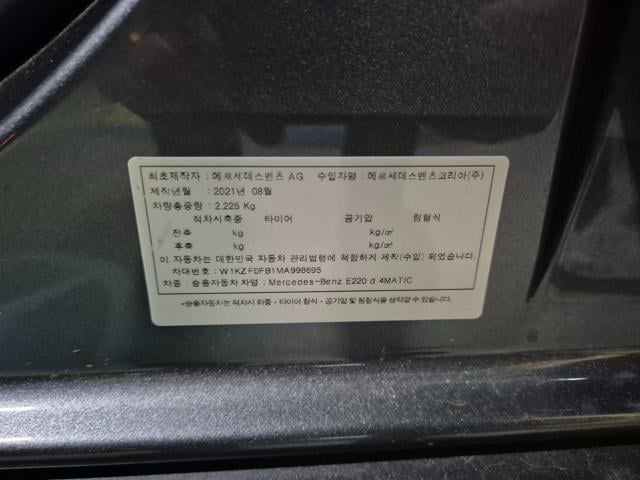 최초제작자 : 메르세데스벤츠 AG 수입자명 : 메르세데스벤츠코리아(주)
제작년월 : 2021년 08월
차량총중량 : 2,225 Kg
적차시축중 타이어 공기압 림형식
전축 kg kg/㎠
후축 kg kg/㎠
이 자동차는 대한민국 자동차 관리법령에 적합하게 제작(수입) 되었습니다.
차대번호 : W1KZF0FB1MA998695
차종 : 승용자동차 차명 : Mercedes-Benz E220 d 4MATIC
*승용자동차는 적차시 화중·타이어 형식·공기압 및 림형식을 생략할 수 있습니다.